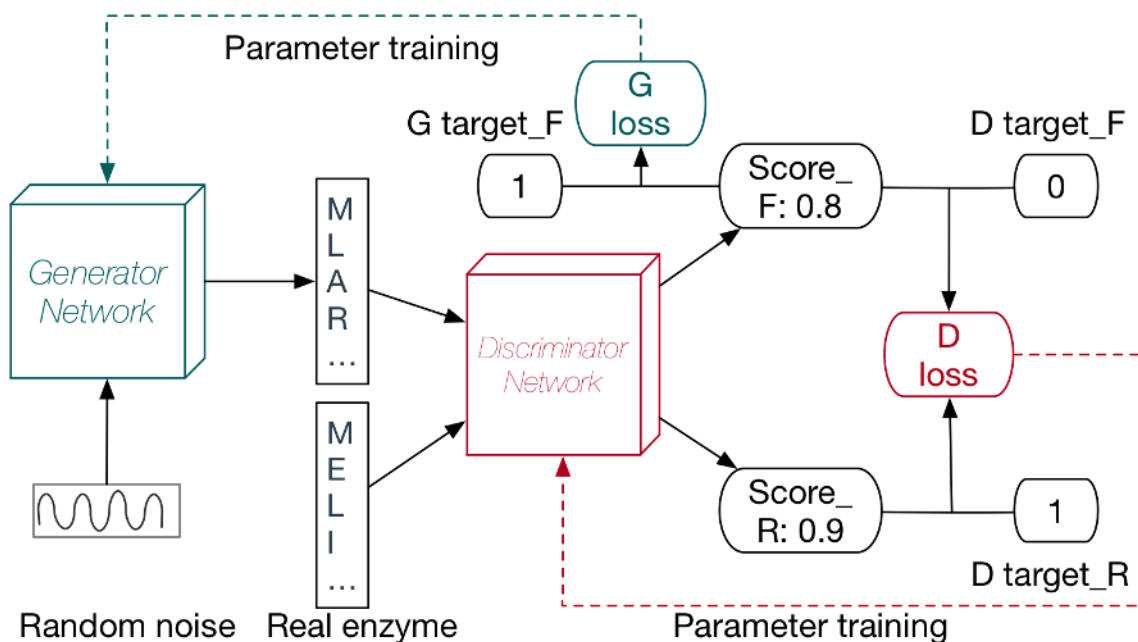 Parameter training
G
loss
G target_F
D target_F
1
Score_
F: 0.8
0
M
L
A
R
...
Generator
Network
Discriminator
Network
D
loss
M
E
L
I
...
Score_
R: 0.9
1
D target_R
Random noise
Real enzyme
Parameter training